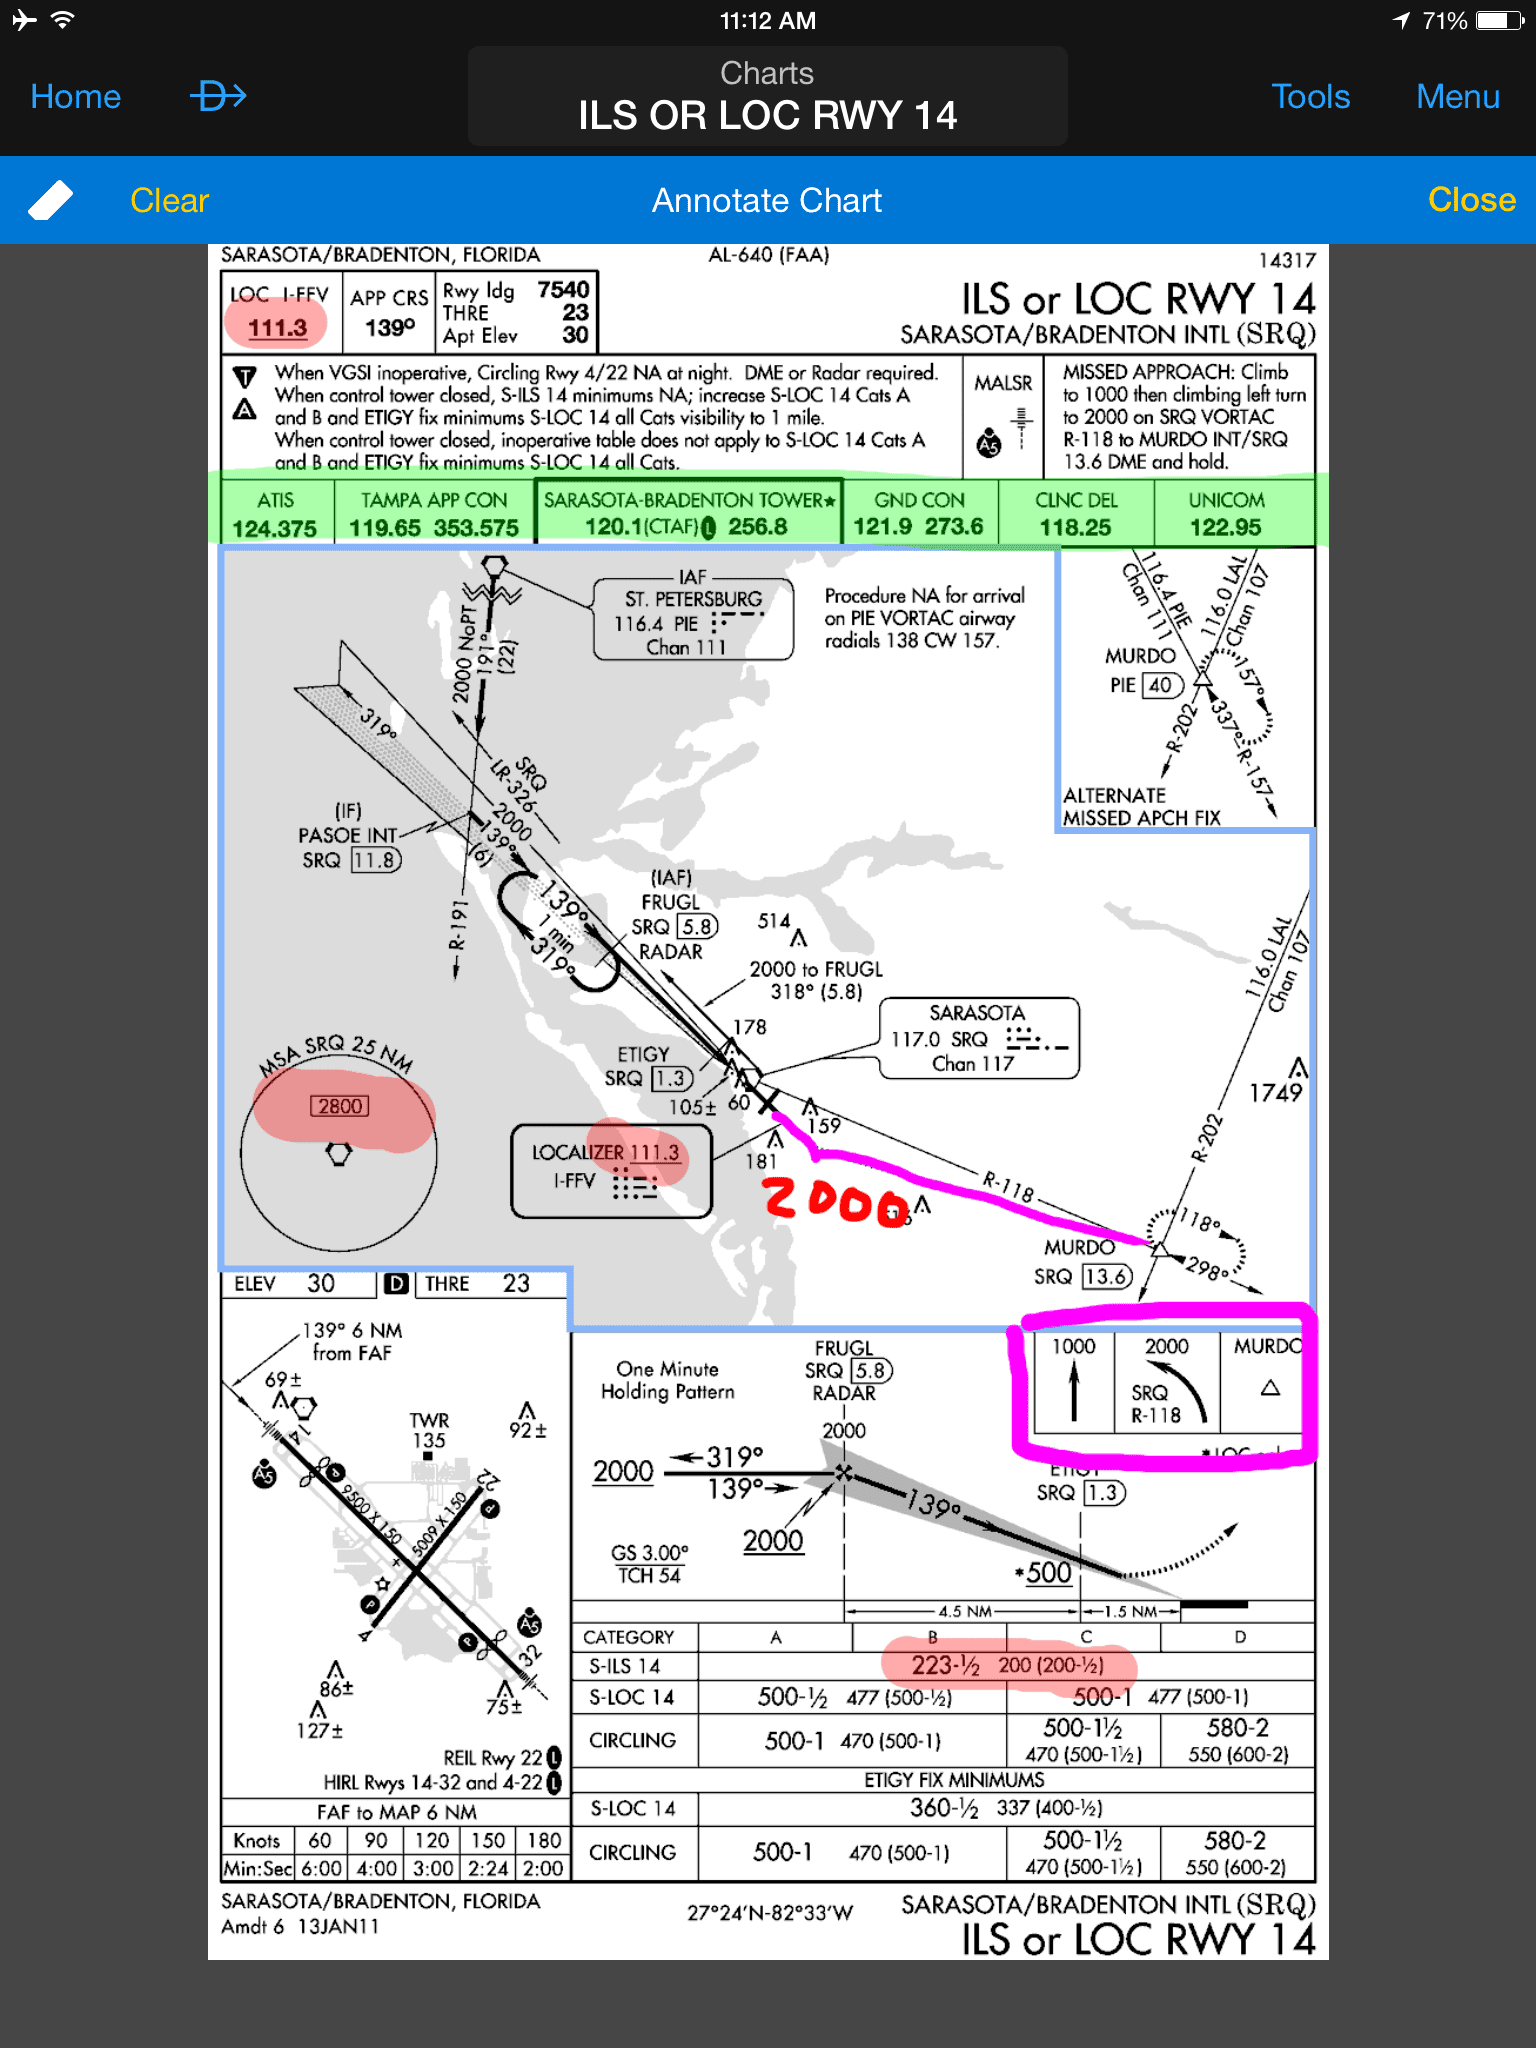 11:12 AM
71%
Home
Charts
ILS OR LOC RWY 14
Tools
Menu
Clear
Annotate Chart
Close
SARASOTA/BRADENTON, FLORIDA
AL-640 (FAA)
14317
LOC I-FFV
111.3
APP CRS
139°
Rwy ldg 7540
THRE 23
Apt Elev 30
ILS or LOC RWY 14
SARASOTA/BRADENTON INTL (SRQ)
T
A
When VGSI inoperative, Circling Rwy 4/22 NA at night. DME or Radar required.
When control tower closed, S-ILS 14 minimums NA; increase S-LOC 14 Cats A
and B and ETIGY fix minimums S-LOC 14 all Cats visibility to 1 mile.
When control tower closed, inoperative table does not apply to S-LOC 14 Cats A
and B and ETIGY fix minimums S-LOC 14 all Cats.
MALSR
A5
MISSED APPROACH: Climb
to 1000 then climbing left turn
to 2000 on SRQ VORTAC
R-118 to MURDO INT/SRQ
13.6 DME and hold.
ATIS
124.375
TAMPA APP CON
119.65 353.575
SARASOTA-BRADENTON TOWER★
120.1(CTAF) L 256.8
GND CON
121.9 273.6
CLNC DEL
118.25
UNICOM
122.95
IAF
ST. PETERSBURG
116.4 PIE
Chan 111
Procedure NA for arrival
on PIE VORTAC airway
radials 138 CW 157.
2000 NoPT
191°
(22)
116.4 PIE
Chan 111
116.0 LAL
Chan 107
MURDO
PIE 40
157°
337°
R-202
R-157
ALTERNATE
MISSED APCH FIX
319°
SRQ
LR-326
2000
139°
(6)
(IF)
PASOE INT
SRQ 11.8
R-191
139°
1 min
319°
(IAF)
FRUGL
SRQ 5.8
RADAR
514
2000 to FRUGL
318° (5.8)
116.0 LAL
Chan 107
SARASOTA
117.0 SRQ
Chan 117
178
ETIGY
SRQ 1.3
105±
60
159
181
1749
R-202
MSA SRQ 25 NM
2800
LOCALIZER 111.3
I-FFV
2000
R-118
118°
298°
MURDO
SRQ 13.6
ELEV 30
D
THRE 23
139° 6 NM
from FAF
69±
TWR
135
92±
14
A5
P
22
P
9500 X 150
5009 X 150
P
4
P
A5
32
86±
75±
127±
REIL Rwy 22 L
HIRL Rwys 14-32 and 4-22 L
FAF to MAP 6 NM
Knots 60 90 120 150 180
Min:Sec 6:00 4:00 3:00 2:24 2:00
One Minute
Holding Pattern
FRUGL
SRQ 5.8
RADAR
2000
1000
2000
SRQ
R-118
MURDO
ETIGY
SRQ 1.3
2000
319°
139°
2000
139°
GS 3.00°
TCH 54
*500
4.5 NM
1.5 NM
CATEGORY A B C D
S-ILS 14 223-½ 200 (200-½)
S-LOC 14 500-½ 477 (500-½) 500-1 477 (500-1)
CIRCLING 500-1 470 (500-1) 500-1½ 470 (500-1½) 580-2 550 (600-2)
ETIGY FIX MINIMUMS
S-LOC 14 360-½ 337 (400-½)
CIRCLING 500-1 470 (500-1) 500-1½ 470 (500-1½) 580-2 550 (600-2)
SARASOTA/BRADENTON, FLORIDA
Amdt 6 13JAN11
27°24'N-82°33'W
SARASOTA/BRADENTON INTL (SRQ)
ILS or LOC RWY 14